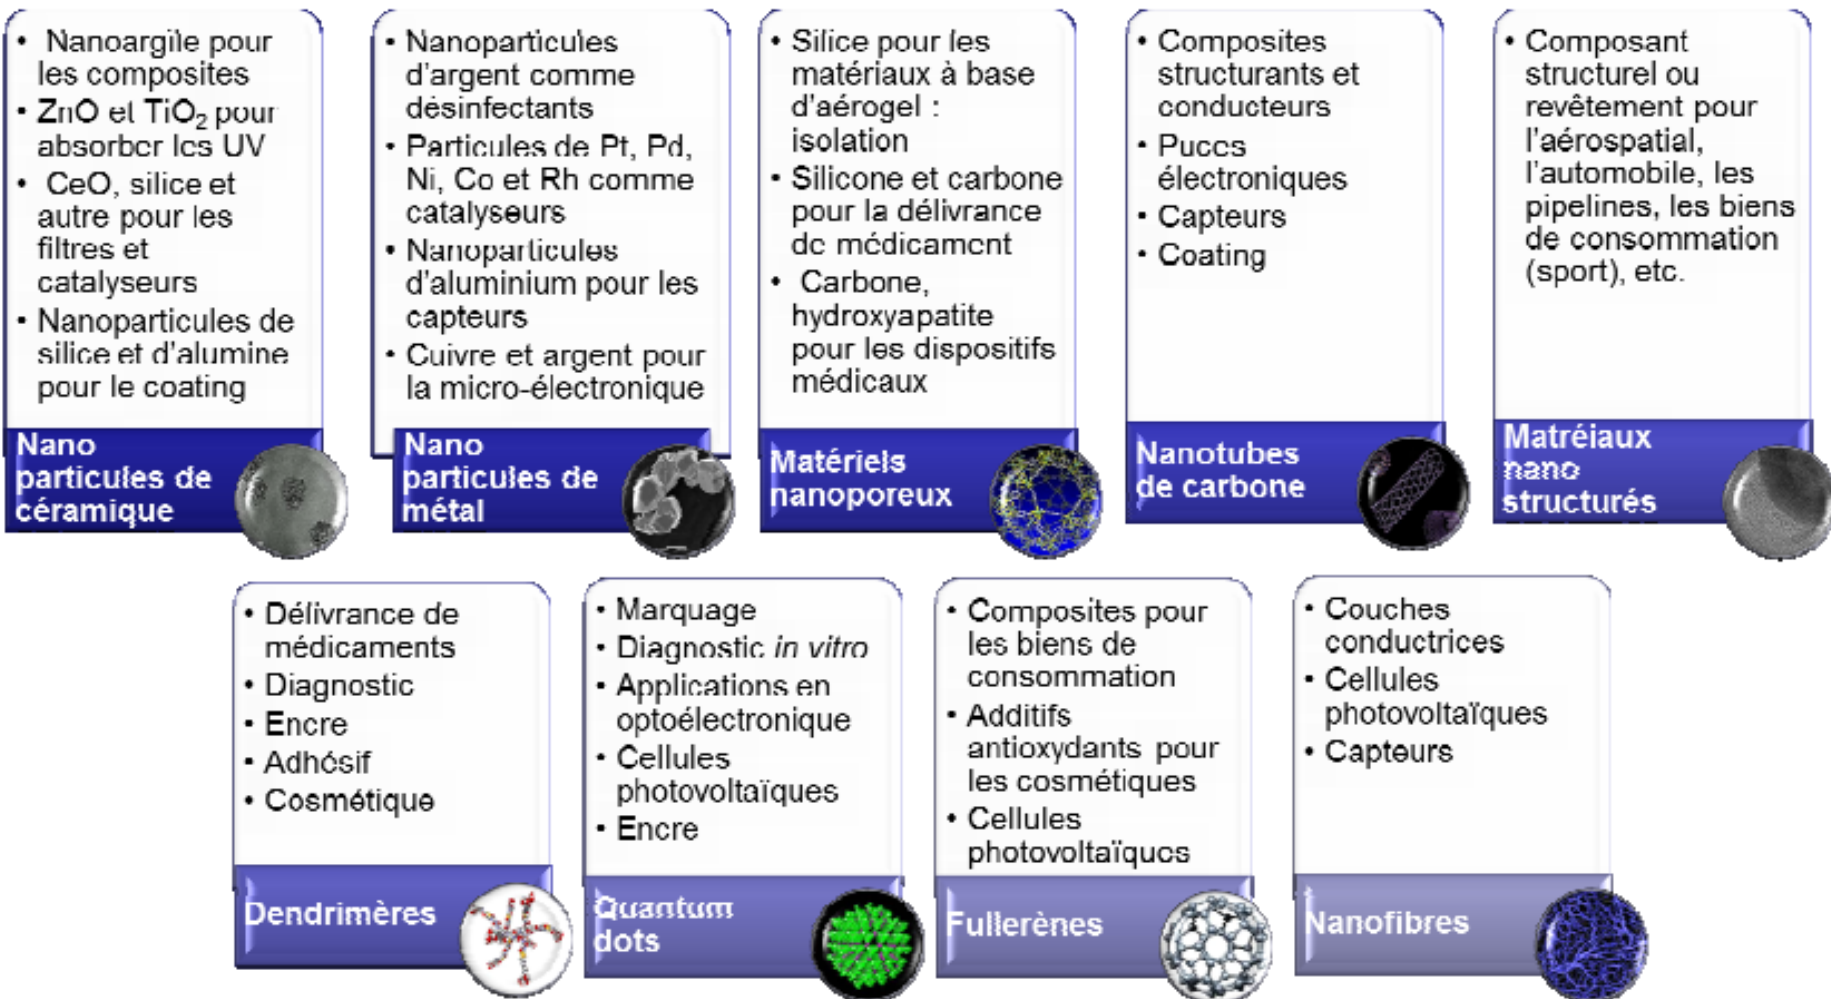 • Nanoargile pour
les composites
• ZnO et TiO₂ pour
absorber les UV
• CeO, silice et
autre pour les
filtres et
catalyseurs
• Nanoparticules de
silice et d'alumine
pour le coating
Nano
particules de
céramique
• Nanoparticules
d'argent comme
désinfectants
• Particules de Pt, Pd,
Ni, Co et Rh comme
catalyseurs
• Nanoparticules
d'aluminium pour les
capteurs
• Cuivre et argent pour
la micro-électronique
Nano
particules de
métal
• Silice pour les
matériaux à base
d'aérogel :
isolation
• Silicone et carbone
pour la délivrance
de médicament
• Carbone,
hydroxyapatite
pour les dispositifs
médicaux
Matériels
nanoporeux
• Composites
structurants et
conducteurs
• Puces
électroniques
• Capteurs
• Coating
Nanotubes
de carbone
• Composant
structurel ou
revêtement pour
l'aérospatial,
l'automobile, les
pipelines, les biens
de consommation
(sport), etc.
Matréiaux
nano
structurés
• Délivrance de
médicaments
• Diagnostic
• Encre
• Adhésif
• Cosmétique
Dendrimères
• Marquage
• Diagnostic in vitro
• Applications en
optoélectronique
• Cellules
photovoltaïques
• Encre
Quantum
dots
• Composites pour
les biens de
consommation
• Additifs
antioxydants pour
les cosmétiques
• Cellules
photovoltaïques
Fullerènes
• Couches
conductrices
• Cellules
photovoltaïques
• Capteurs
Nanofibres